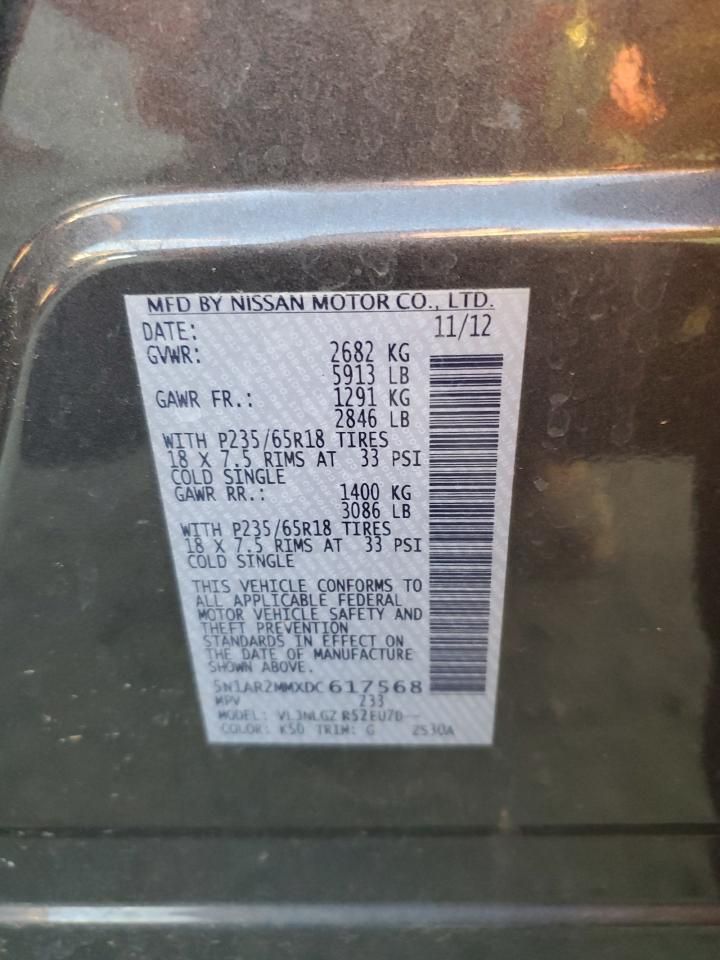 MFD BY NISSAN MOTOR CO., LTD.
DATE: 11/12
GVWR: 2682 KG
5913 LB
GAWR FR.: 1291 KG
2846 LB
WITH P235/65R18 TIRES
18 X 7.5 RIMS AT 33 PSI
COLD SINGLE
GAWR RR.: 1400 KG
3086 LB
WITH P235/65R18 TIRES
18 X 7.5 RIMS AT 33 PSI
COLD SINGLE
THIS VEHICLE CONFORMS TO
ALL APPLICABLE FEDERAL
MOTOR VEHICLE SAFETY AND
THEFT PREVENTION
STANDARDS IN EFFECT ON
THE DATE OF MANUFACTURE
SHOWN ABOVE.
5N1AR2MMXDC617568
MPV Z33
MODEL: VLJNLGZ R52EU7D--
COLOR: K50 TRIM: G 2S30A